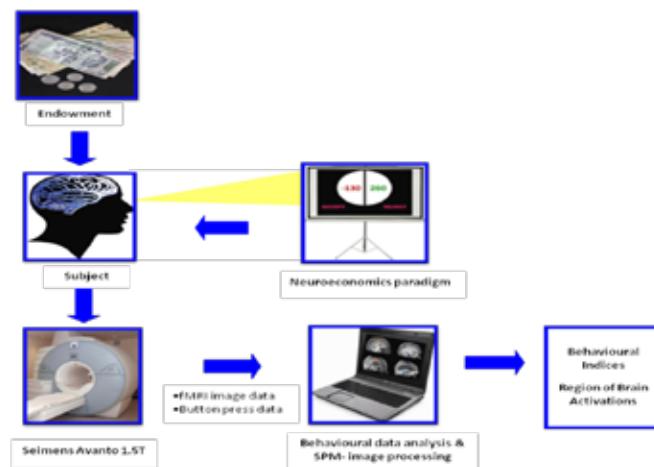 Endowment
-130 260
Subject
Neuroeconomics paradigm
•fMRI image data
•Button press data
Seimens Avanto 1.5T
Behavioural data analysis &
SPM- image processing
Behavioural
Indices
Region of Brain
Activations